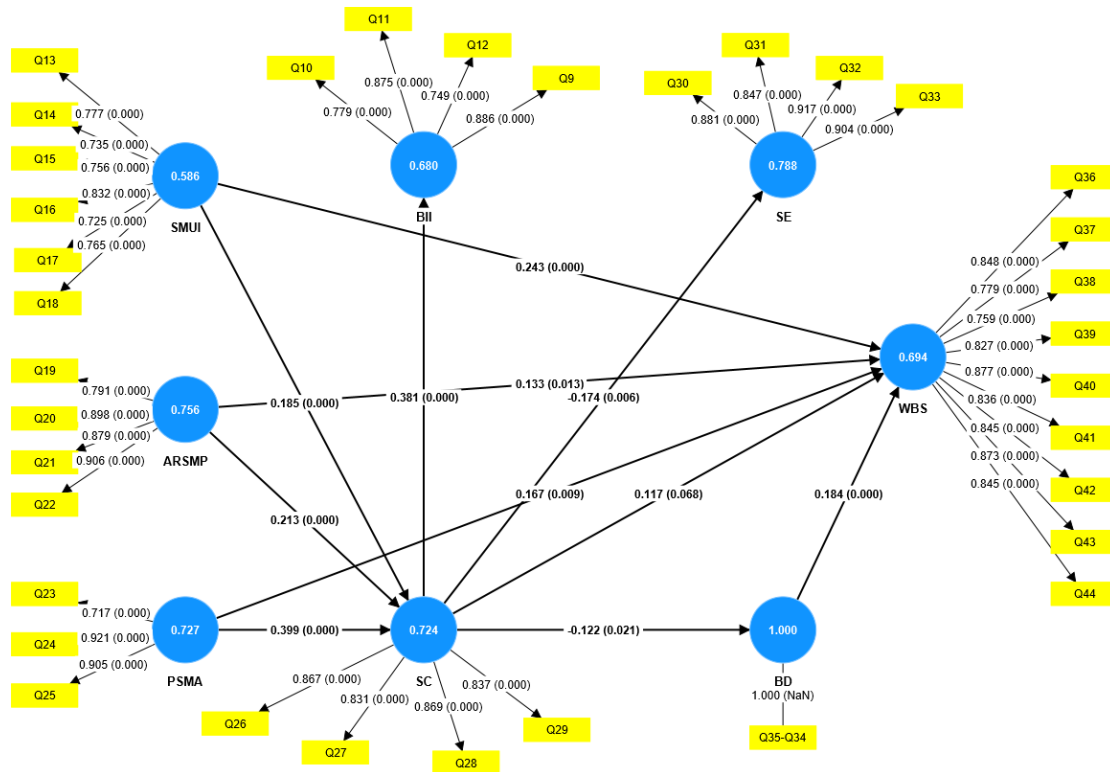 Q11
Q12
Q10
Q9
0.875 (0.000)
0.749 (0.000)
0.779 (0.000)
0.886 (0.000)
0.680
BII
Q31
Q32
Q30
Q33
0.847 (0.000)
0.917 (0.000)
0.881 (0.000)
0.904 (0.000)
0.788
SE
Q13
Q14
Q15
Q16
Q17
Q18
0.777 (0.000)
0.735 (0.000)
0.756 (0.000)
0.832 (0.000)
0.725 (0.000)
0.765 (0.000)
0.586
SMUI
0.243 (0.000)
Q36
Q37
Q38
Q39
Q40
Q41
Q42
Q43
Q44
0.848 (0.000)
0.779 (0.000)
0.759 (0.000)
0.827 (0.000)
0.877 (0.000)
0.836 (0.000)
0.845 (0.000)
0.873 (0.000)
0.845 (0.000)
0.694
WBS
Q19
Q20
Q21
Q22
0.791 (0.000)
0.898 (0.000)
0.879 (0.000)
0.906 (0.000)
0.756
ARSMP
0.185 (0.000)
0.381 (0.000)
0.133 (0.013)
-0.174 (0.006)
0.213 (0.000)
0.167 (0.009)
0.117 (0.068)
0.184 (0.000)
Q23
Q24
Q25
0.717 (0.000)
0.921 (0.000)
0.905 (0.000)
0.727
PSMA
0.399 (0.000)
0.724
SC
-0.122 (0.021)
1.000
BD
1.000 (NaN)
Q35-Q34
0.867 (0.000)
0.831 (0.000)
0.869 (0.000)
0.837 (0.000)
Q26
Q27
Q28
Q29